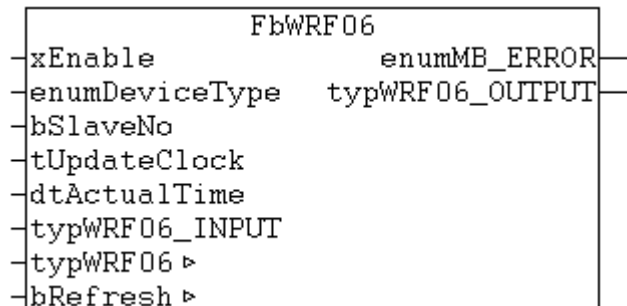 FbWRF06
xEnable enumMB_ERROR
enumDeviceType typWRF06_OUTPUT
bSlaveNo
tUpdateClock
dtActualTime
typWRF06_INPUT
typWRF06 ▹
bRefresh ▹